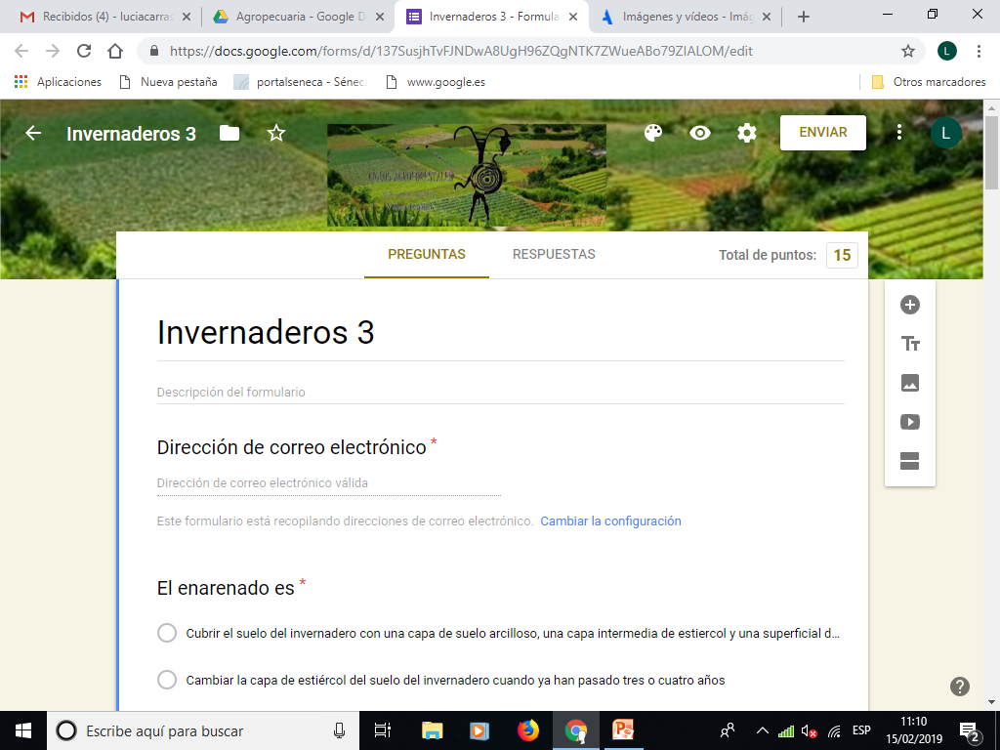 Recibidos (4) - luciacarras
Agropecuaria - Google D
Invernaderos 3 - Formula
Imágenes y vídeos - Imág
https://docs.google.com/forms/d/137SusjhTvFJNDwA8UgH96ZQgNTK7ZWueABo79ZIALOM/edit
L
Aplicaciones
Nueva pestaña
portalseneca - Sénec
www.google.es
Otros marcadores
Invernaderos 3
ENVIAR
L
PREGUNTAS
RESPUESTAS
Total de puntos: 15
Invernaderos 3
Descripción del formulario
Dirección de correo electrónico *
Dirección de correo electrónico válida
Este formulario está recopilando direcciones de correo electrónico. Cambiar la configuración
El enarenado es *
Cubrir el suelo del invernadero con una capa de suelo arcilloso, una capa intermedia de estiercol y una superficial d...
Cambiar la capa de estiércol del suelo del invernadero cuando ya han pasado tres o cuatro años
Escribe aquí para buscar
ESP
11:10
15/02/2019
2